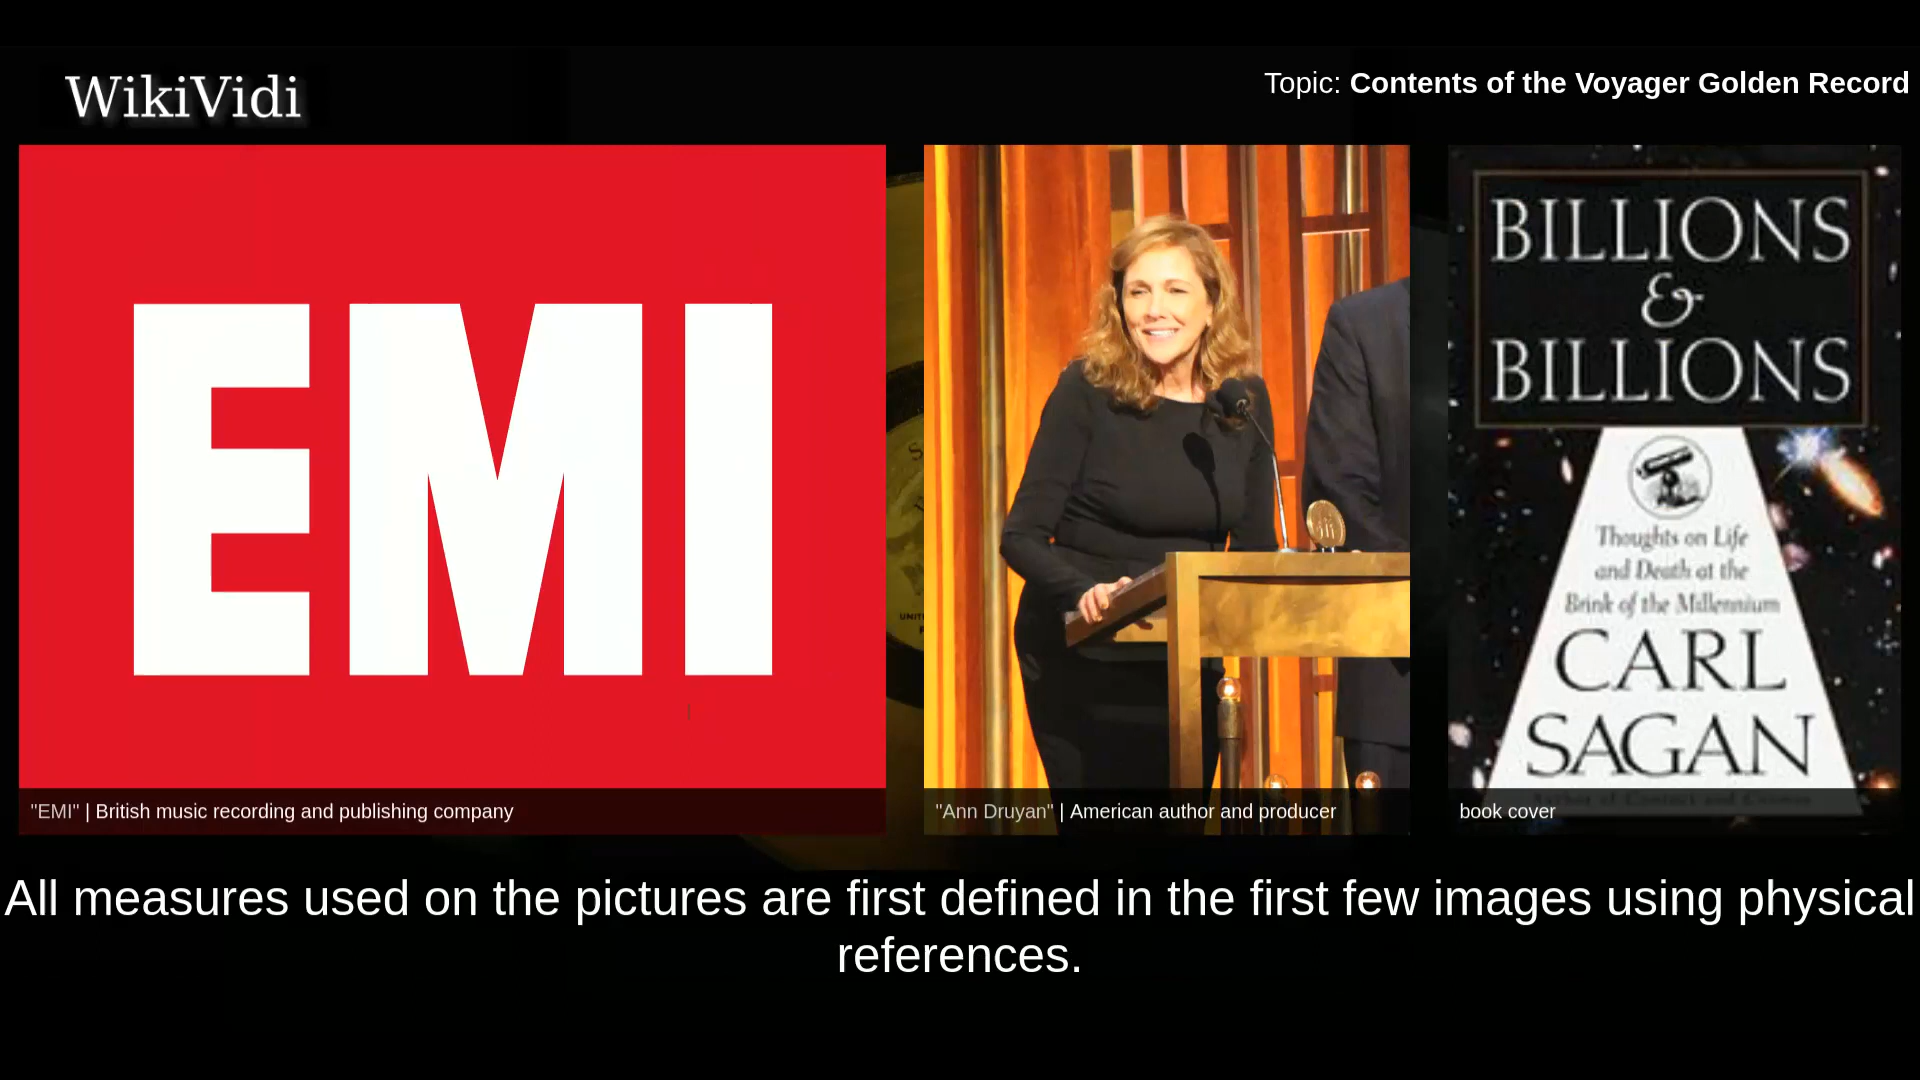 WikiVidi
Topic: Contents of the Voyager Golden Record
EMI
"EMI" | British music recording and publishing company
"Ann Druyan" | American author and producer
BILLIONS
&
BILLIONS
Thoughts on Life
and Death at the
Brink of the Millennium
CARL
SAGAN
book cover
All measures used on the pictures are first defined in the first few images using physical
references.